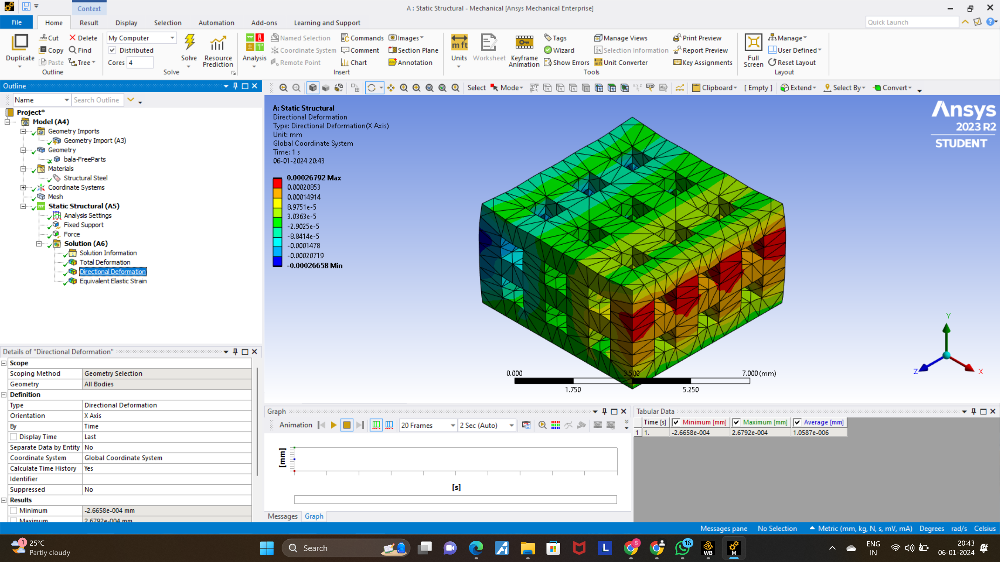 Context
A : Static Structural - Mechanical [Ansys Mechanical Enterprise]
File
Home
Result
Display
Selection
Automation
Add-ons
Learning and Support
Quick Launch
Duplicate
Cut
Delete
Copy
Find
Paste
Tree
Outline
My Computer
Distributed
Cores
4
Solve
Resource
Prediction
Solve
Analysis
Named Selection
Coordinate System
Remote Point
Commands
Comment
Chart
Images
Section Plane
Annotation
Insert
Units
Worksheet
Keyframe
Animation
Tags
Wizard
Show Errors
Manage Views
Selection Information
Unit Converter
Print Preview
Report Preview
Key Assignments
Tools
Full
Screen
Manage
User Defined
Reset Layout
Layout
Outline
Name
Search Outline
Select
Mode
Clipboard
[ Empty ]
Extend
Select By
Convert
Project*
Model (A4)
Geometry Imports
Geometry Import (A3)
Geometry
bala-FreeParts
Materials
Structural Steel
Coordinate Systems
Mesh
Static Structural (A5)
Analysis Settings
Fixed Support
Force
Solution (A6)
Solution Information
Total Deformation
Directional Deformation
Equivalent Elastic Strain
A: Static Structural
Directional Deformation
Type: Directional Deformation(X Axis)
Unit: mm
Global Coordinate System
Time: 1 s
06-01-2024 20:43
0.00026792 Max
0.00020853
0.00014914
8.9751e-5
3.0363e-5
-2.9025e-5
-8.8414e-5
-0.0001478
-0.00020719
-0.00026658 Min
Ansys
2023 R2
STUDENT
Y
Z
X
0.000
3.500
7.000 (mm)
1.750
5.250
Details of "Directional Deformation"
Scope
Scoping Method
Geometry Selection
Geometry
All Bodies
Definition
Type
Directional Deformation
Orientation
X Axis
By
Time
Display Time
Last
Separate Data by Entity
No
Coordinate System
Global Coordinate System
Calculate Time History
Yes
Identifier
Suppressed
No
Results
Minimum
-2.6658e-004 mm
Maximum
2.6792e-004 mm
Graph
Animation
20 Frames
2 Sec (Auto)
[mm]
[s]
Messages
Graph
Tabular Data
Time [s]
Minimum [mm]
Maximum [mm]
Average [mm]
1
1.
-2.6658e-004
2.6792e-004
1.0587e-006
Messages pane
No Selection
Metric (mm, kg, N, s, mV, mA)
Degrees
rad/s
Celsius
1
25°C
Partly cloudy
Search
L
S
16
WB
M
ENG
IN
20:43
06-01-2024